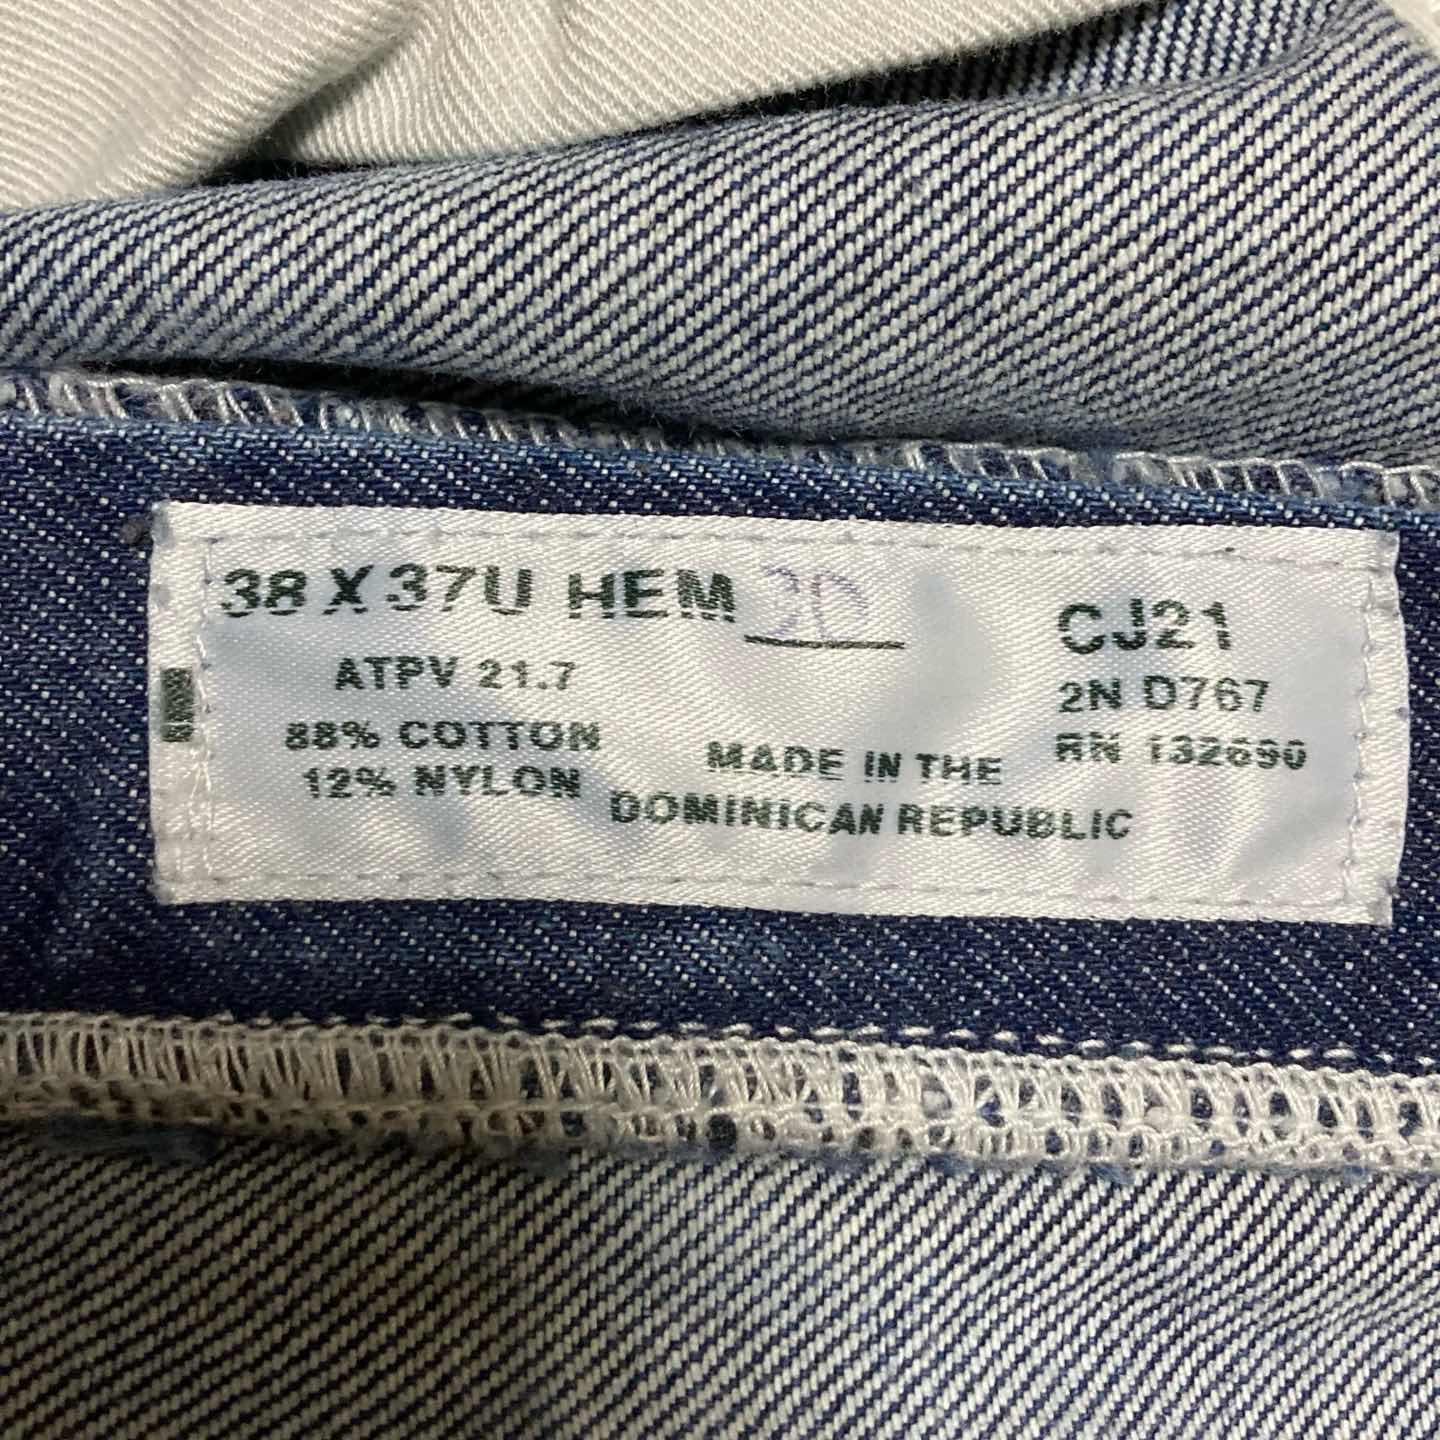 38 X 37U HEM 30
CJ21
ATPV 21.7
2N D767
88% COTTON
RN 132690
12% NYLON
MADE IN THE
DOMINICAN REPUBLIC